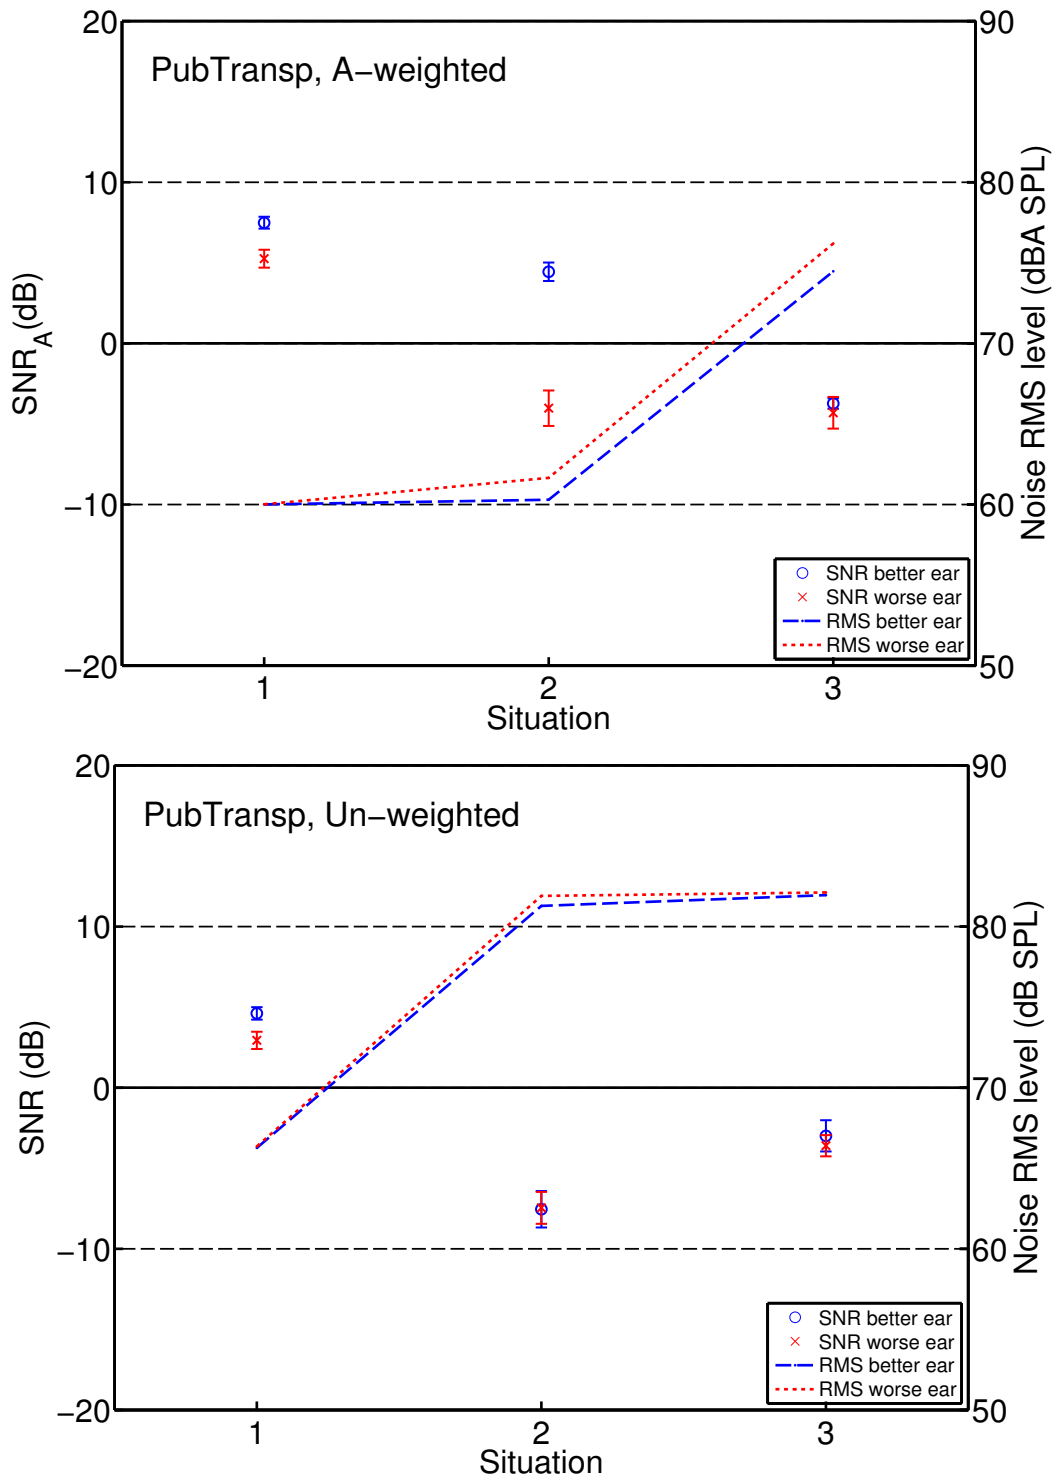 PubTransp, A−weighted
20
10
0
−10
−20
90
80
70
60
50
SNR_A(dB)
Noise RMS level (dBA SPL)
SNR better ear
SNR worse ear
RMS better ear
RMS worse ear
1 2 3
Situation
PubTransp, Un−weighted
20
10
0
−10
−20
90
80
70
60
50
SNR (dB)
Noise RMS level (dB SPL)
SNR better ear
SNR worse ear
RMS better ear
RMS worse ear
1 2 3
Situation